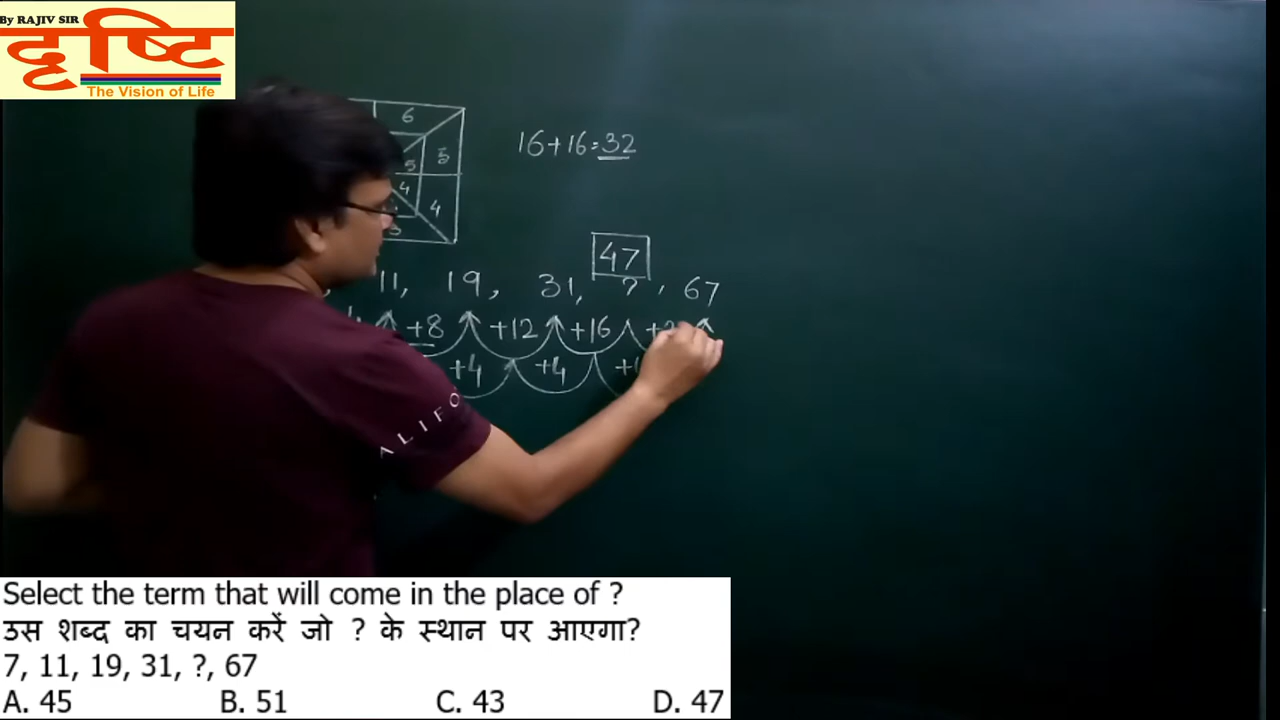 By RAJIV SIR
दृष्टि
The Vision of Life
6
16+16=32
5 5
4 4
3
47
11, 19, 31, ?, 67
+8 +12 +16
+4 +4
ALIFO
Select the term that will come in the place of ?
उस शब्द का चयन करें जो ? के स्थान पर आएगा?
7, 11, 19, 31, ?, 67
A. 45 B. 51 C. 43 D. 47